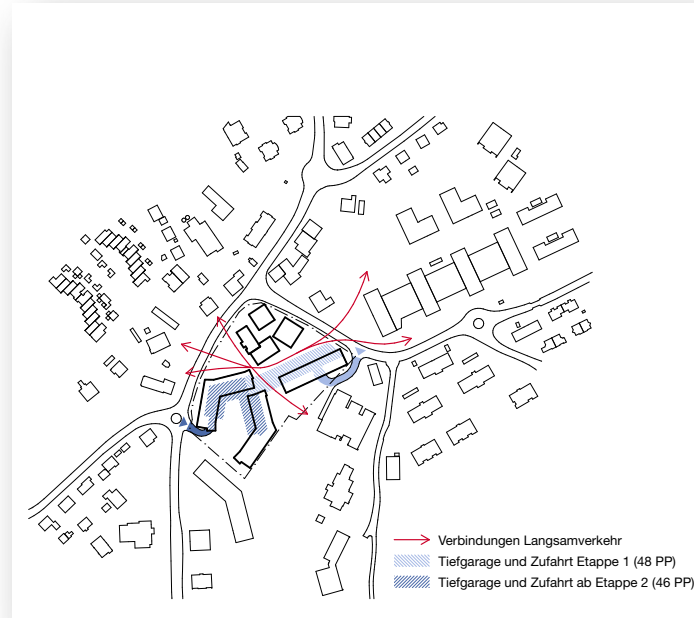 Verbindungen Langsamverkehr
Tiefgarage und Zufahrt Etappe 1 (48 PP)
Tiefgarage und Zufahrt ab Etappe 2 (46 PP)